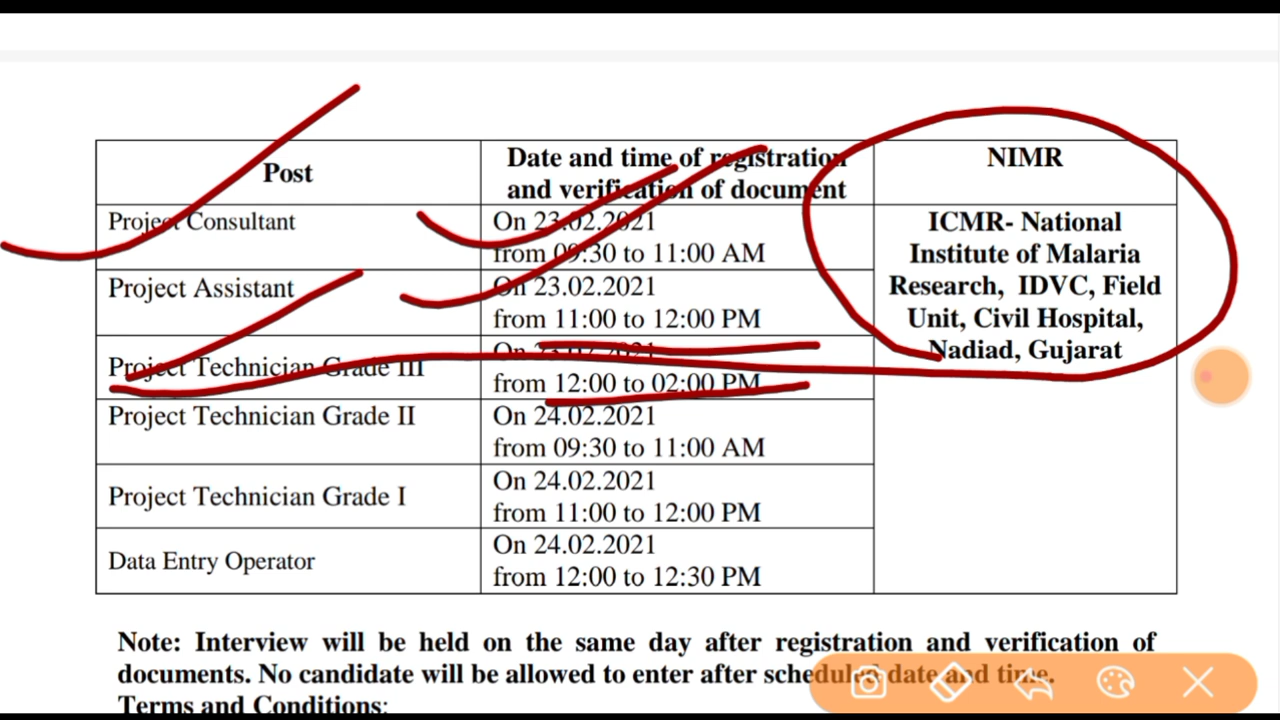 Post
Date and time of registration
and verification of document
NIMR
Project Consultant
On 23.02.2021
from 09:30 to 11:00 AM
ICMR- National
Institute of Malaria
Research, IDVC, Field
Unit, Civil Hospital,
Nadiad, Gujarat
Project Assistant
On 23.02.2021
from 11:00 to 12:00 PM
Project Technician Grade III
On 23.02.2021
from 12:00 to 02:00 PM
Project Technician Grade II
On 24.02.2021
from 09:30 to 11:00 AM
Project Technician Grade I
On 24.02.2021
from 11:00 to 12:00 PM
Data Entry Operator
On 24.02.2021
from 12:00 to 12:30 PM
Note: Interview will be held on the same day after registration and verification of
documents. No candidate will be allowed to enter after scheduled date and time.
Terms and Conditions: